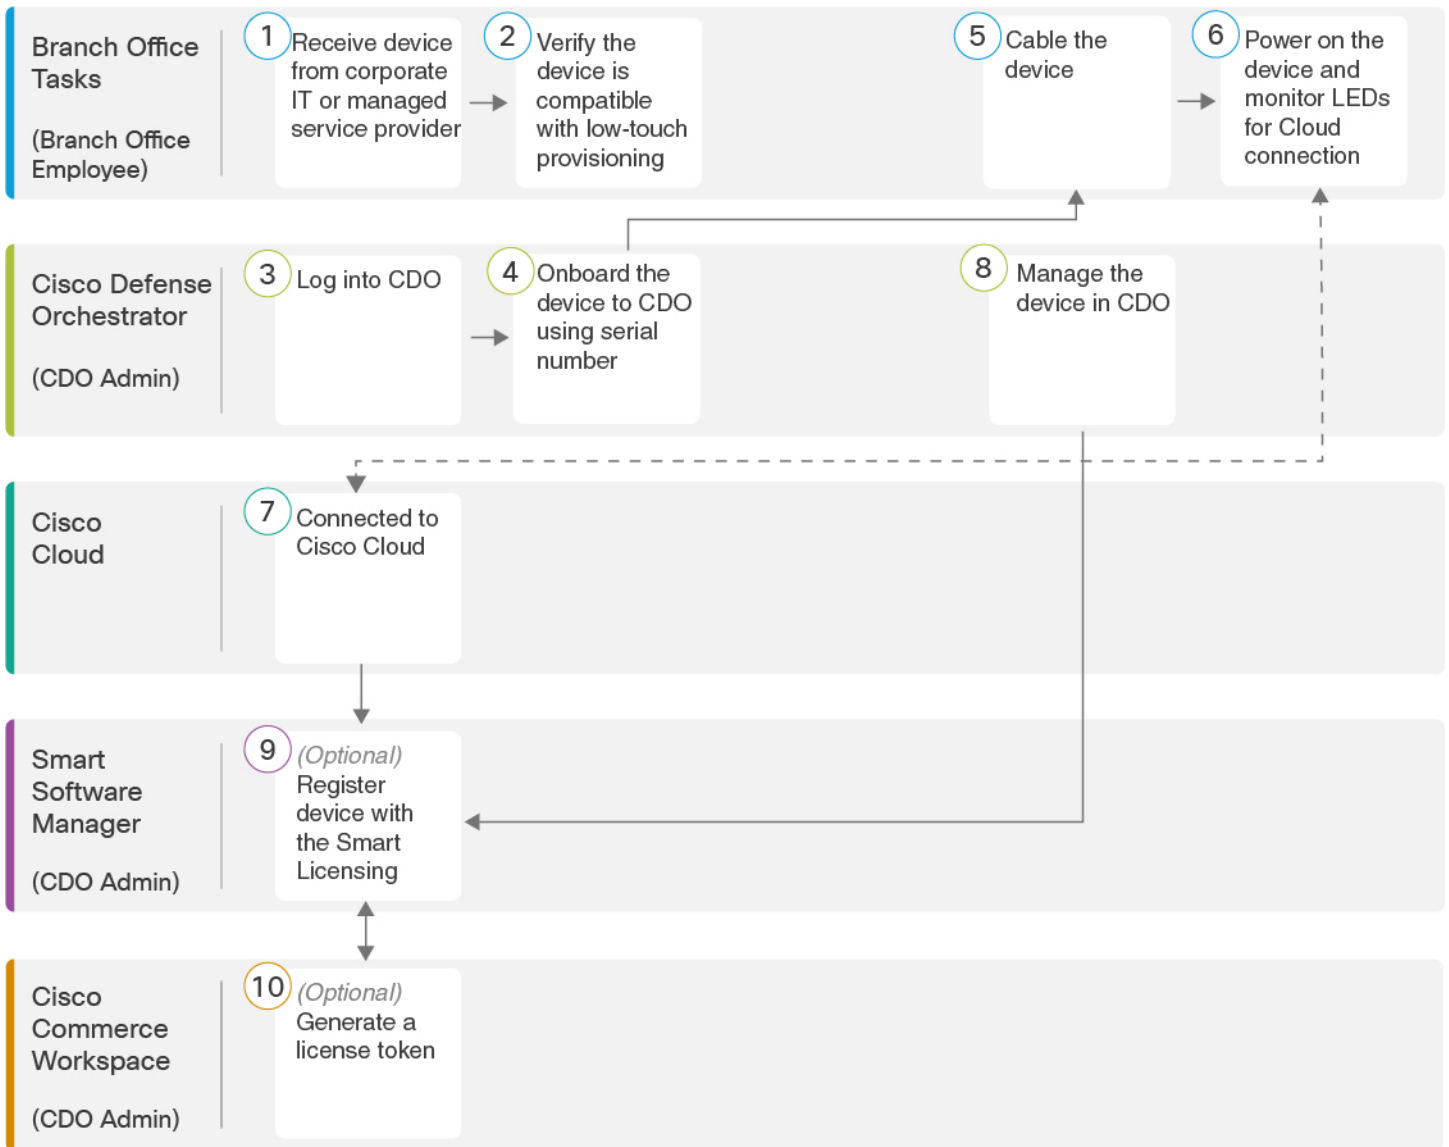 Branch Office
Tasks
(Branch Office
Employee)
1
Receive device
from corporate
IT or managed
service provider
2
Verify the
device is
compatible
with low-touch
provisioning
5
Cable the
device
6
Power on the
device and
monitor LEDs
for Cloud
connection
Cisco Defense
Orchestrator
(CDO Admin)
3
Log into CDO
4
Onboard the
device to CDO
using serial
number
8
Manage the
device in CDO
Cisco
Cloud
7
Connected to
Cisco Cloud
Smart
Software
Manager
(CDO Admin)
9
(Optional)
Register
device with
the Smart
Licensing
Cisco
Commerce
Workspace
(CDO Admin)
10
(Optional)
Generate a
license token